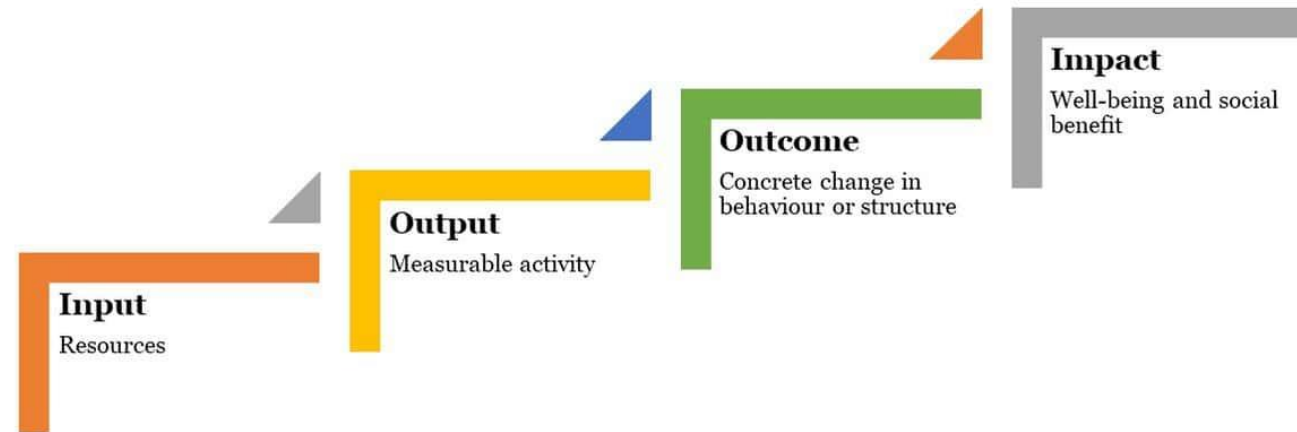 Input
Resources
Output
Measurable activity
Outcome
Concrete change in
behaviour or structure
Impact
Well-being and social
benefit